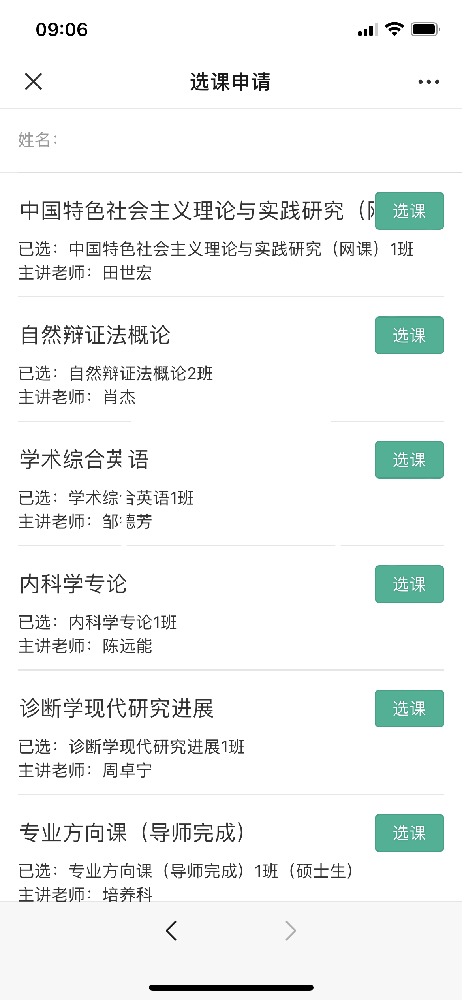 09:06
选课申请
姓名：
中国特色社会主义理论与实践研究（
选课
已选：中国特色社会主义理论与实践研究（网课）1班
主讲老师：田世宏
自然辩证法概论
选课
已选：自然辩证法概论2班
主讲老师：肖杰
学术综合英语
选课
已选：学术综合英语1班
主讲老师：邹德芳
内科学专论
选课
已选：内科学专论1班
主讲老师：陈远能
诊断学现代研究进展
选课
已选：诊断学现代研究进展1班
主讲老师：周卓宁
专业方向课（导师完成）
选课
已选：专业方向课（导师完成）1班（硕士生）
主讲老师：培养科